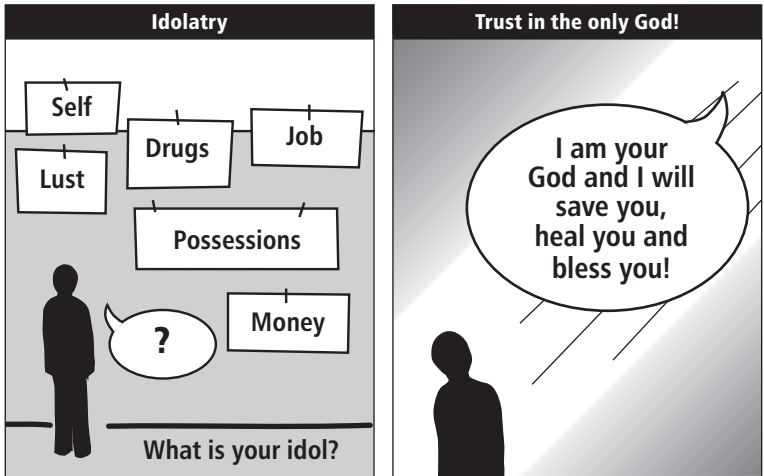 Idolatry
Self
Drugs
Job
Lust
Possessions
Money
?
What is your idol?
Trust in the only God!
I am your
God and I will
save you,
heal you and
bless you!